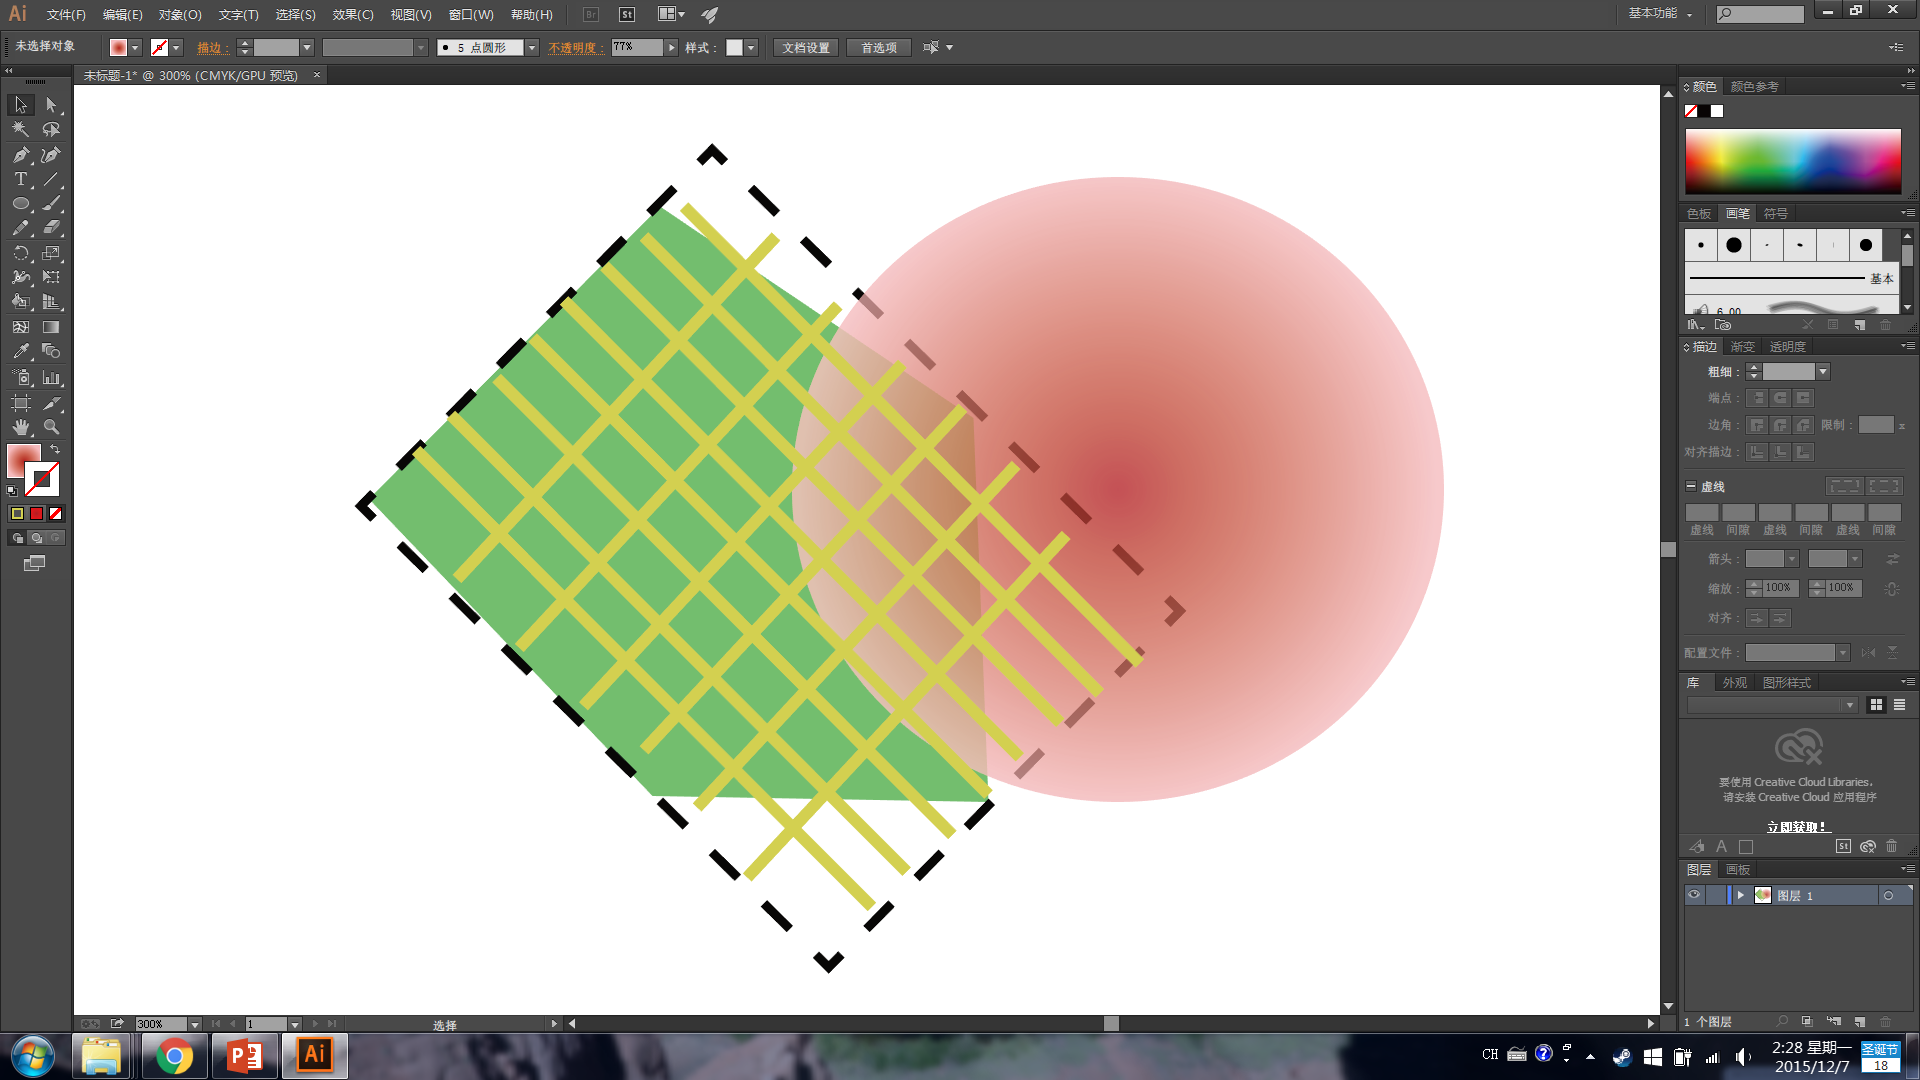 Ai 文件(F) 编辑(E) 对象(O) 文字(T) 选择(S) 效果(C) 视图(V) 窗口(W) 帮助(H) Br St 基本功能
未选择对象 描边: 5 点圆形 不透明度: 77% 样式: 文档设置 首选项
未标题-1* @ 300% (CMYK/GPU 预览) ×
颜色 颜色参考
色板 画笔 符号
基本
6.00
描边 渐变 透明度
粗细:
端点:
边角: 限制: x
对齐描边:
虚线
虚线 间隙 虚线 间隙 虚线 间隙
箭头:
缩放: 100% 100%
对齐:
配置文件:
库 外观 图形样式
要使用 Creative Cloud Libraries,
请安装 Creative Cloud 应用程序
立即获取!
St
图层 画板
图层 1
1 个图层
300% 1 选择
Ai CH 2:28 星期一 圣诞节
2015/12/7 18